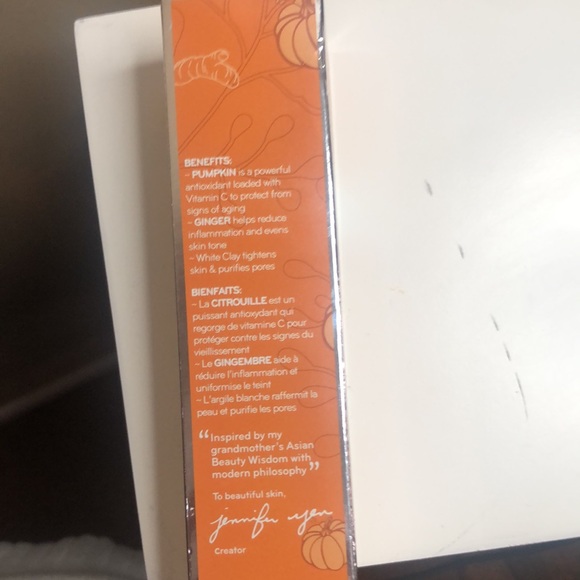 BENEFITS:
- PUMPKIN is a powerful
antioxidant loaded with
Vitamin C to protect from
signs of aging
- GINGER helps reduce
inflammation and evens
skin tone
- White Clay tightens
skin & purifies pores
BIENFAITS:
- La CITROUILLE est un
puissant antioxydant qui
regorge de vitamine C pour
protéger contre les signes du
vieillissement
- Le GINGEMBRE aide à
réduire l'inflammation et
uniformise le teint
- L'argile blanche raffermit la
peau et purifie les pores
“Inspired by my
grandmother's Asian
Beauty Wisdom with
modern philosophy”
To beautiful skin,
jennifer yen
Creator